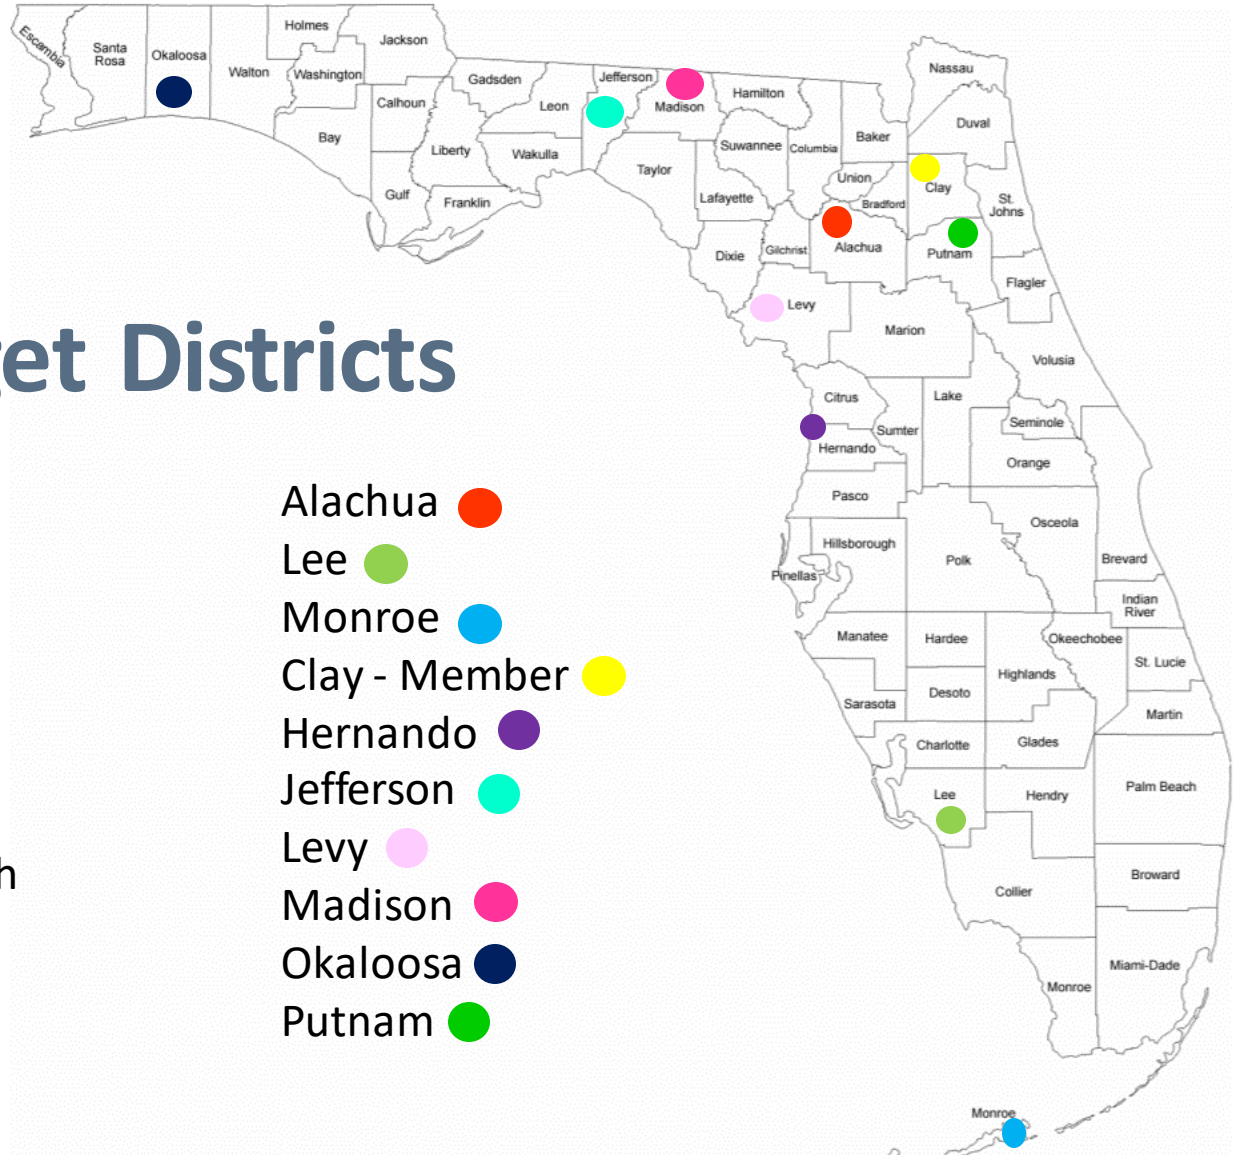 Escambia
Santa
Rosa
Okaloosa
Walton
Holmes
Washington
Jackson
Calhoun
Bay
Gulf
Gadsden
Liberty
Franklin
Leon
Wakulla
Jefferson
Madison
Taylor
Hamilton
Suwannee
Lafayette
Columbia
Baker
Union
Bradford
Nassau
Duval
Clay
St.
Johns
Alachua
Putnam
Dixie
Gilchrist
Levy
Flagler
Marion
Volusia
et Districts
Citrus
Lake
Sumter
Seminole
Hernando
Orange
Pasco
Osceola
Hillsborough
Polk
Brevard
Pinellas
Indian
River
Manatee
Hardee
Okeechobee
St. Lucie
Highlands
Desoto
Sarasota
Martin
Charlotte
Glades
Palm Beach
Lee
Hendry
Broward
Collier
Miami-Dade
Monroe
Monroe
Alachua
Lee
Monroe
Clay - Member
Hernando
Jefferson
Levy
h
Madison
Okaloosa
Putnam